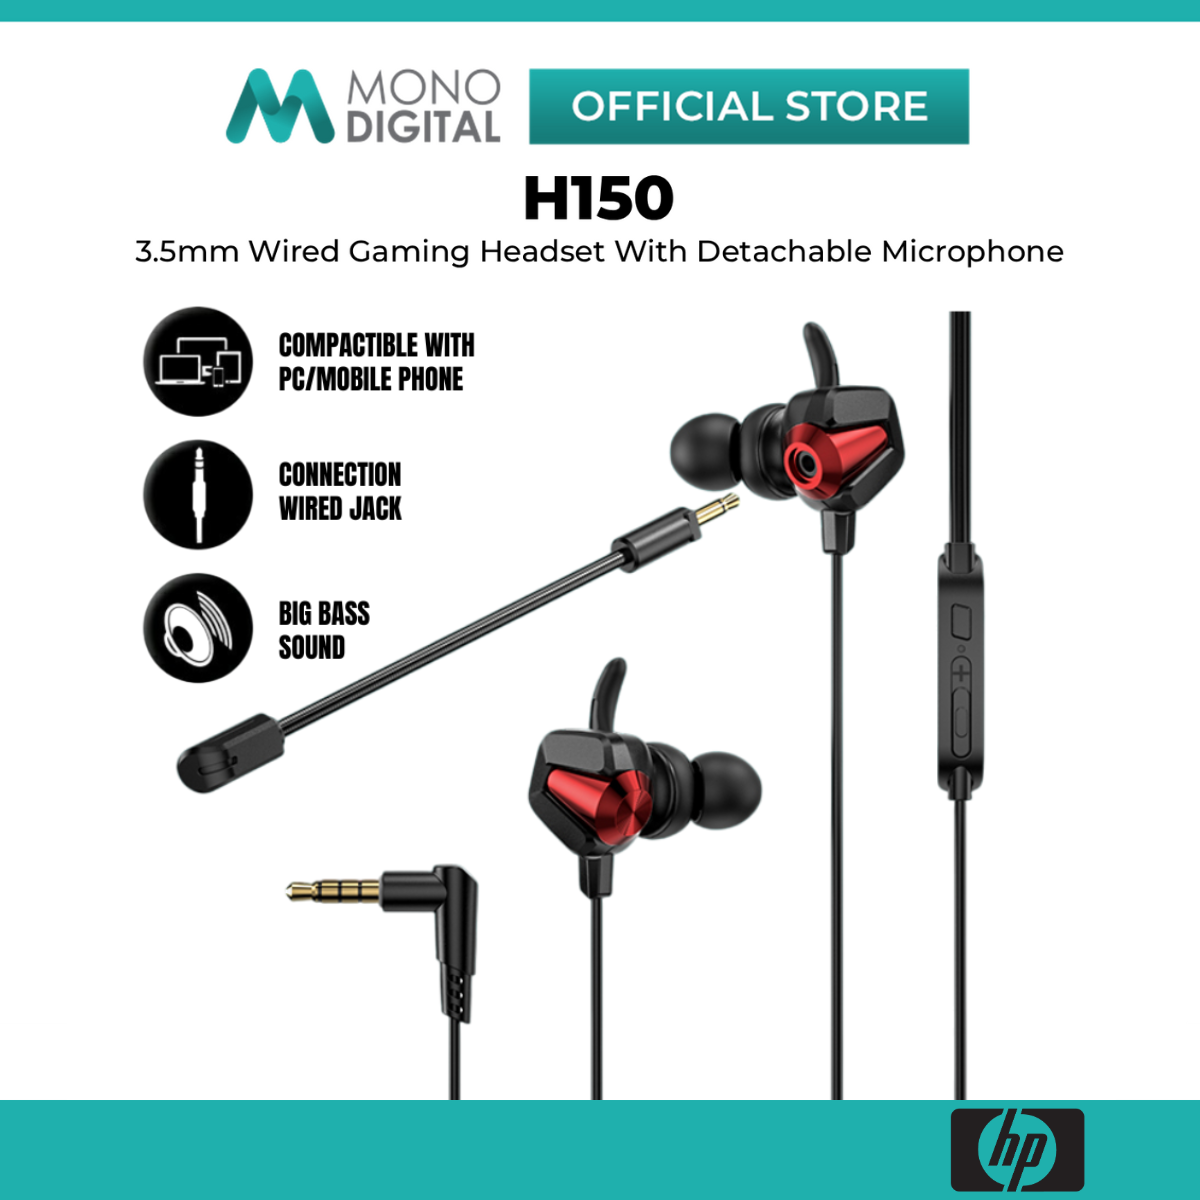 MONO
DIGITAL
OFFICIAL STORE
H150
3.5mm Wired Gaming Headset With Detachable Microphone
COMPACTIBLE WITH
PC/MOBILE PHONE
CONNECTION
WIRED JACK
BIG BASS
SOUND
hp